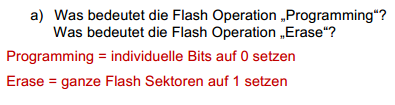 a) Was bedeutet die Flash Operation „Programming“?
Was bedeutet die Flash Operation „Erase“?
Programming = individuelle Bits auf 0 setzen
Erase = ganze Flash Sektoren auf 1 setzen